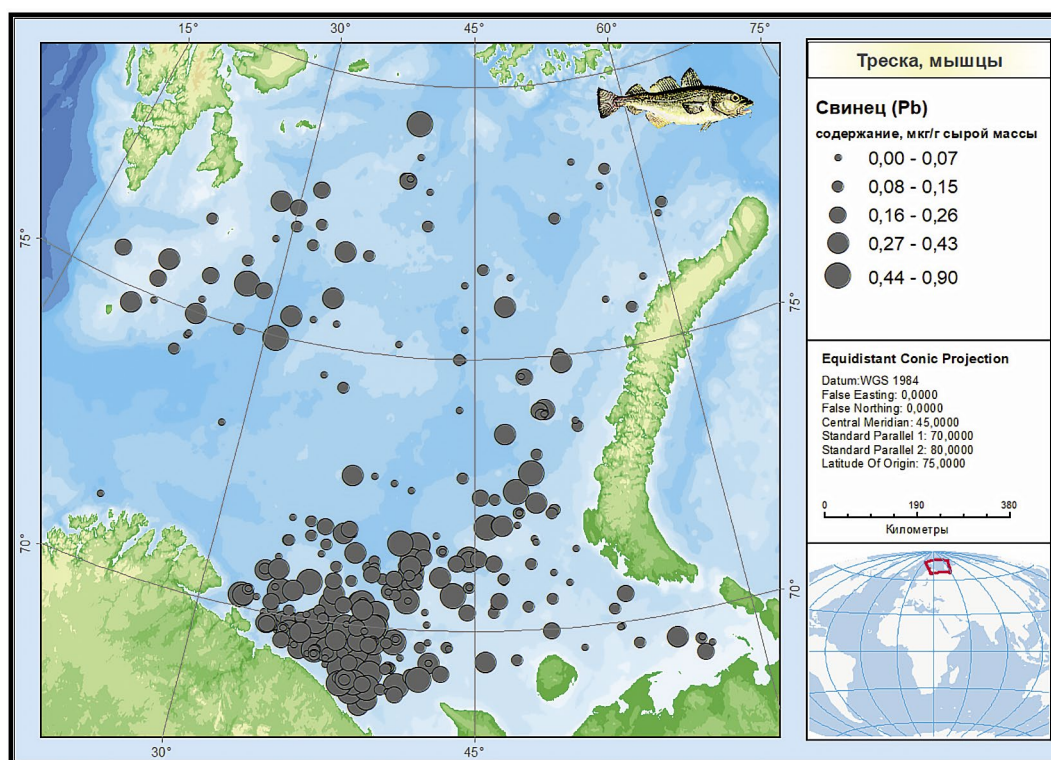 15°
30°
45°
60°
75°
75°
70°
75°
70°
30°
45°
Треска, мышцы
Свинец (Pb)
содержание, мкг/г сырой массы
0,00 - 0,07
0,08 - 0,15
0,16 - 0,26
0,27 - 0,43
0,44 - 0,90
Equidistant Conic Projection
Datum:WGS 1984
False Easting: 0,0000
False Northing: 0,0000
Central Meridian: 45,0000
Standard Parallel 1: 70,0000
Standard Parallel 2: 80,0000
Latitude Of Origin: 75,0000
0 190 380
Километры